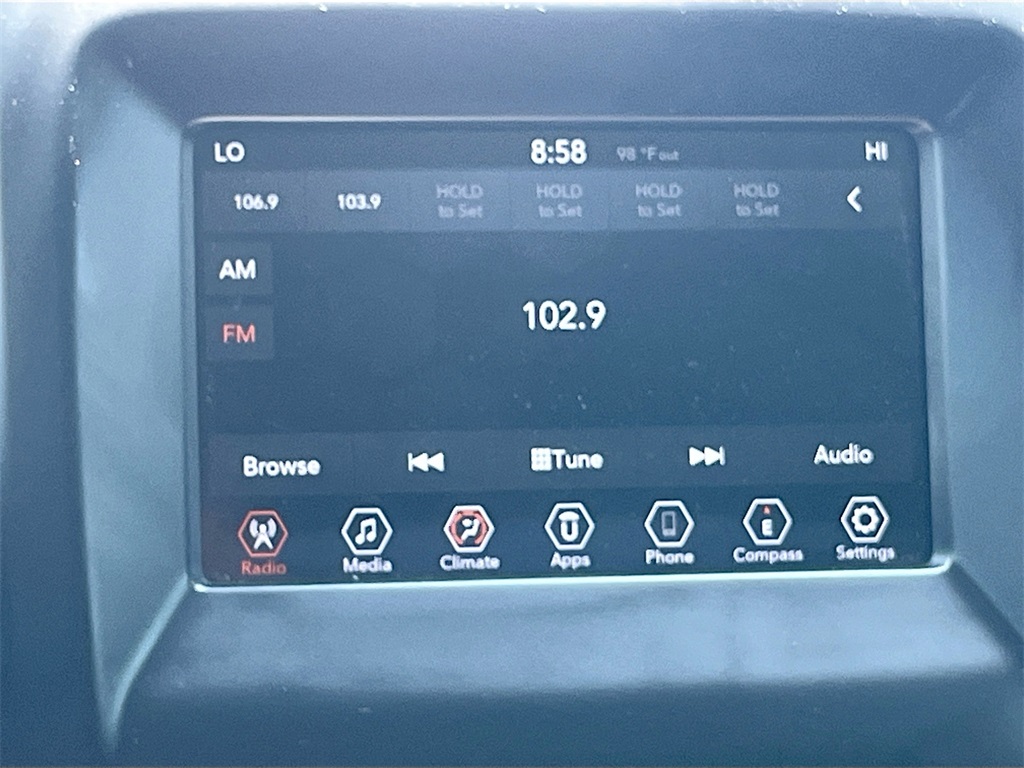 LO 8:58 98 °F out HI
106.9 103.9 HOLD to Set HOLD to Set HOLD to Set HOLD to Set
AM
102.9
FM
Browse Tune Audio
U E
Radio Media Climate Apps Phone Compass Settings